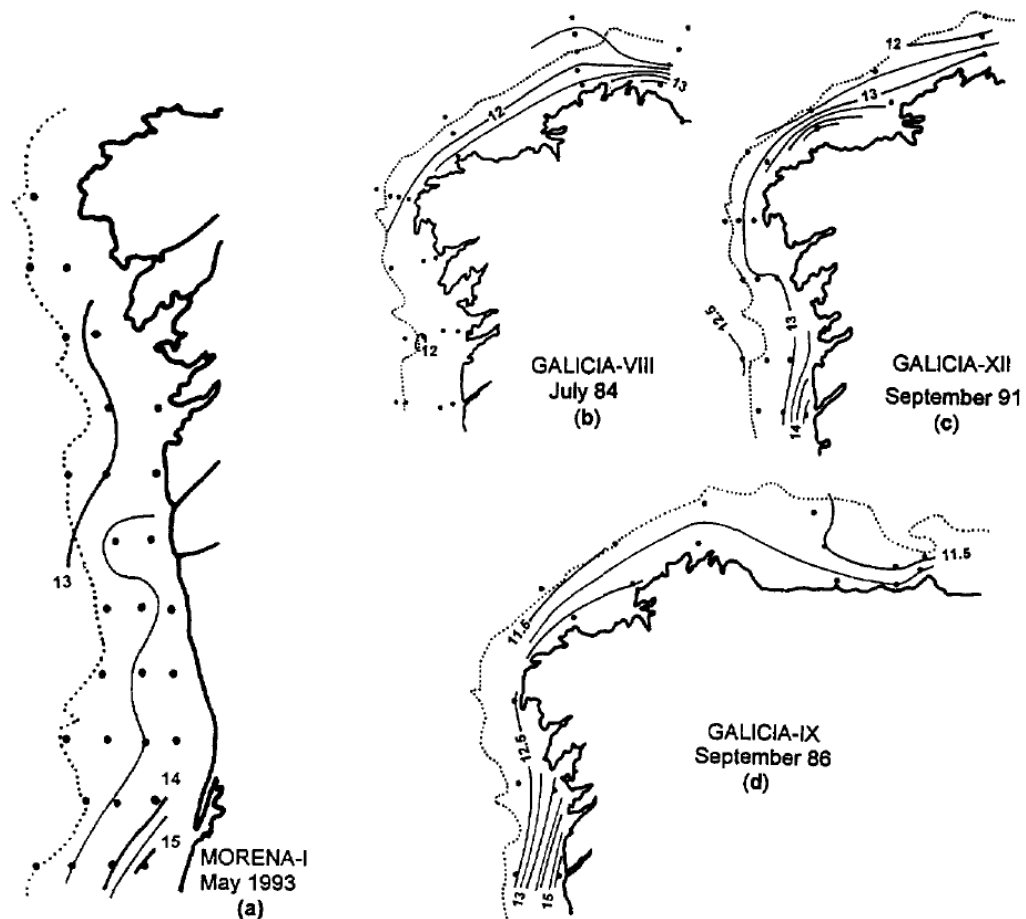 13
14
15
MORENA-I
May 1993
(a)
12
13
12
GALICIA-VIII
July 84
(b)
12
13
12.5
13
14
GALICIA-XII
September 91
(c)
11.5
11.5
12.5
13
15
GALICIA-IX
September 86
(d)